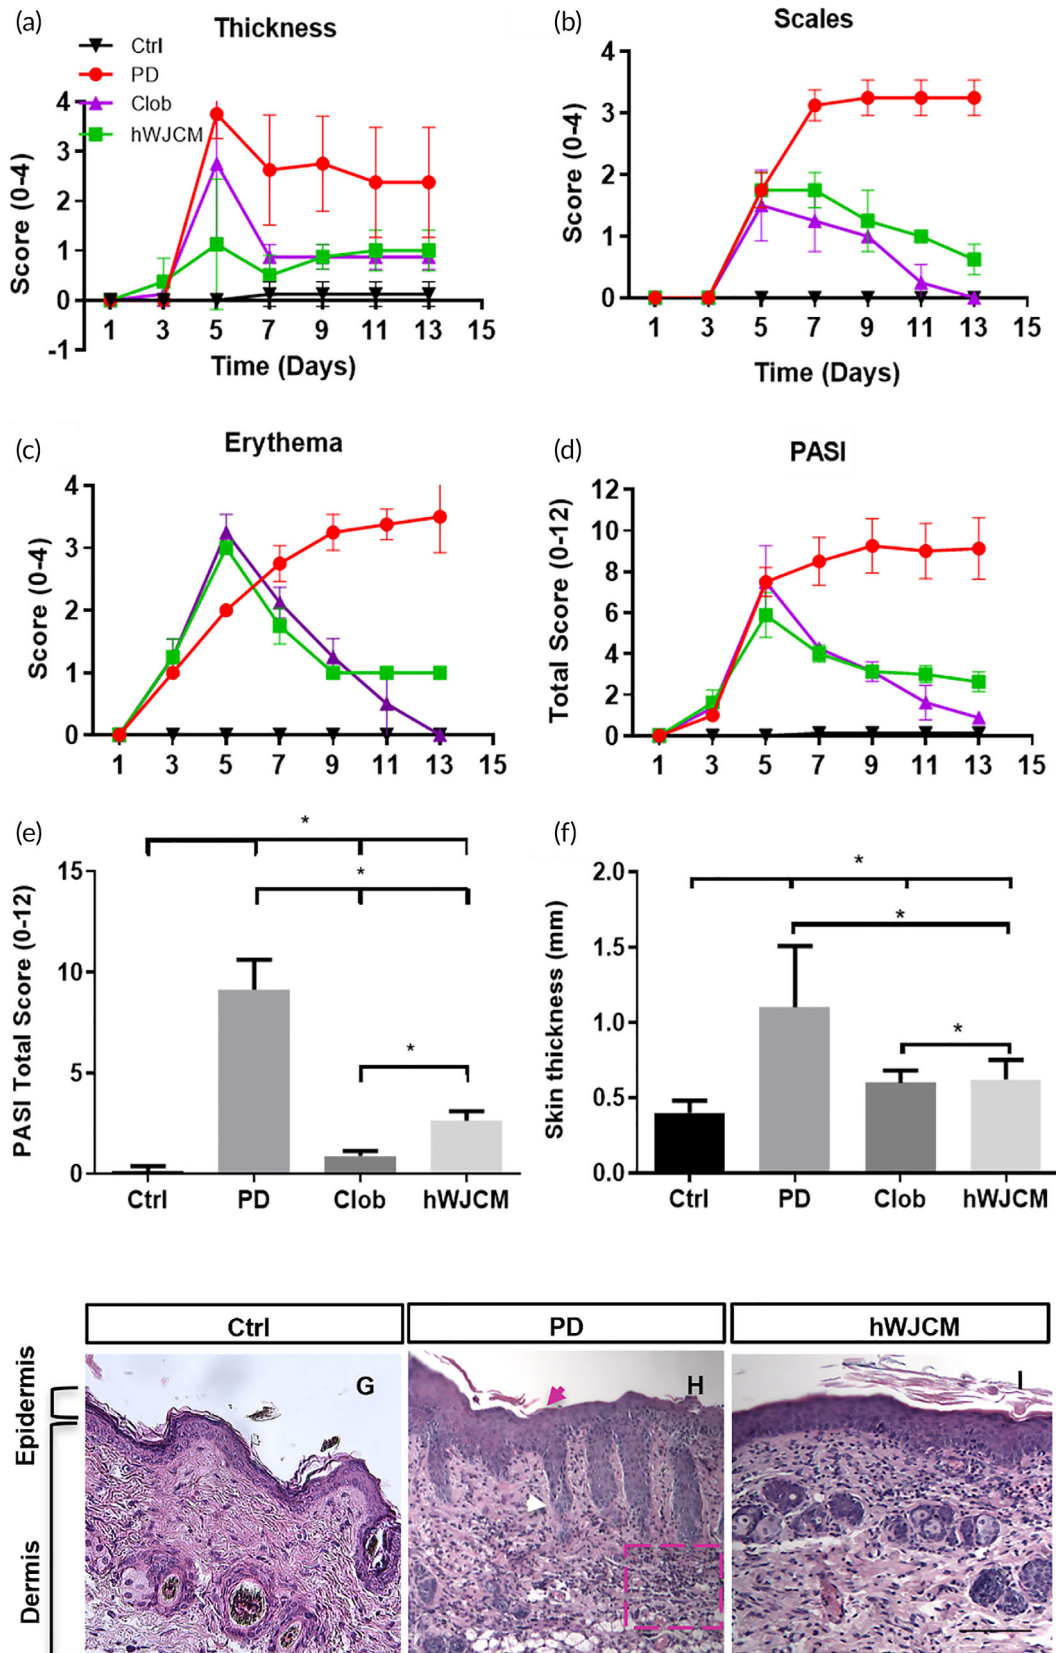 (a)
Thickness
Ctrl
PD
Clob
hWJCM
Score (0-4)
4
3
2
1
0
-1
1 3 5 7 9 11 13 15
Time (Days)
(b)
Scales
Score (0-4)
4
3
2
1
0
1 3 5 7 9 11 13 15
Time (Days)
(c)
Erythema
Score (0-4)
4
3
2
1
0
1 3 5 7 9 11 13 15
(d)
PASI
Total Score (0-12)
12
10
8
6
4
2
0
1 3 5 7 9 11 13 15
(e)
PASI Total Score (0-12)
15
10
5
0
*
*
*
Ctrl PD Clob hWJCM
(f)
Skin thickness (mm)
2.0
1.5
1.0
0.5
0.0
*
*
*
Ctrl PD Clob hWJCM
Ctrl PD hWJCM
Epidermis
Dermis
G H I